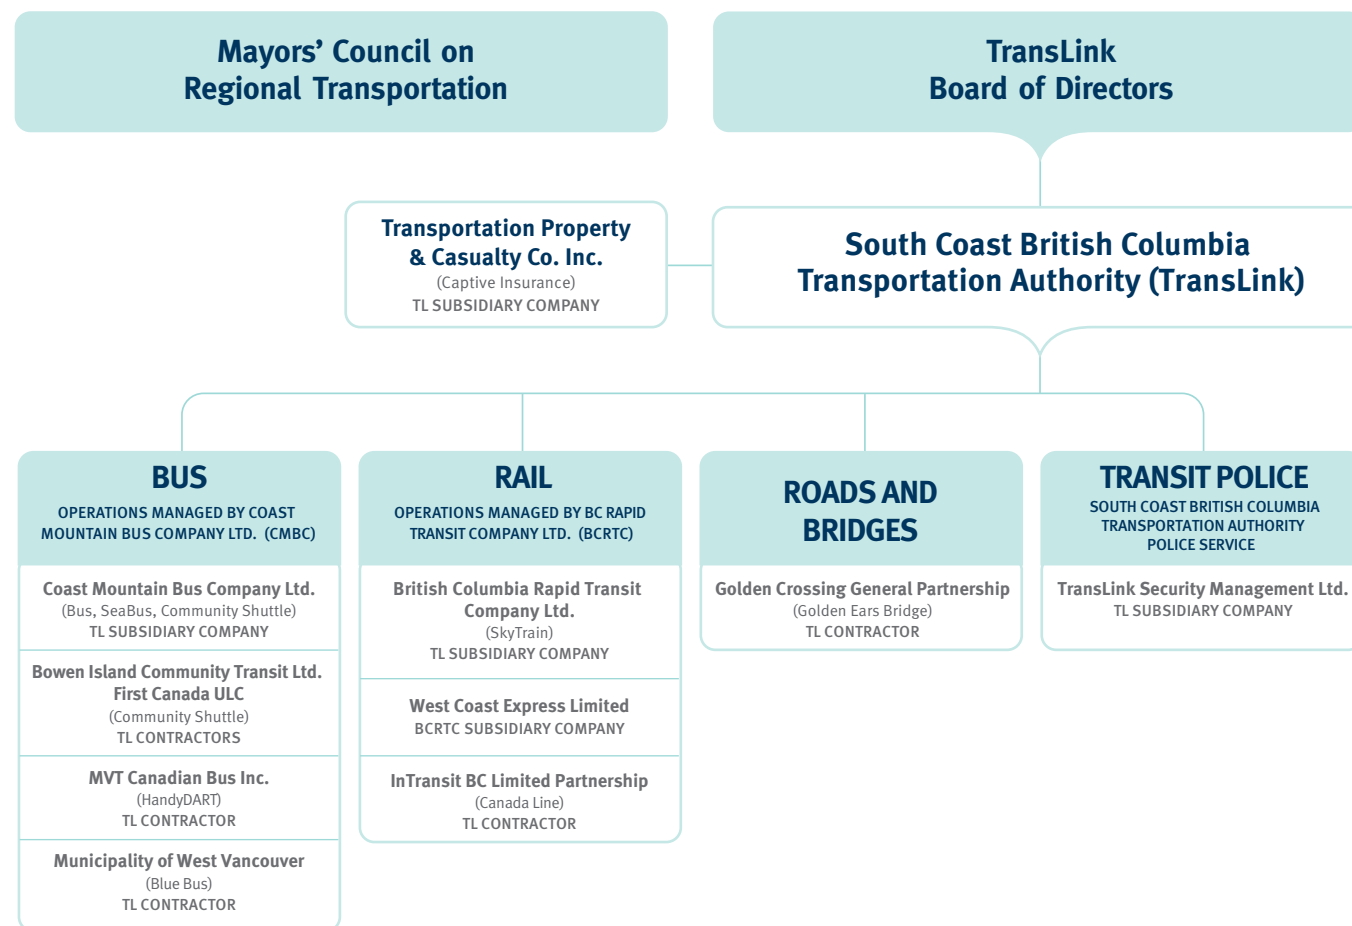 Mayors’ Council on
Regional Transportation
TransLink
Board of Directors
Transportation Property
& Casualty Co. Inc.
(Captive Insurance)
TL SUBSIDIARY COMPANY
South Coast British Columbia
Transportation Authority (TransLink)
BUS
OPERATIONS MANAGED BY COAST
MOUNTAIN BUS COMPANY LTD. (CMBC)
Coast Mountain Bus Company Ltd.
(Bus, SeaBus, Community Shuttle)
TL SUBSIDIARY COMPANY
Bowen Island Community Transit Ltd.
First Canada ULC
(Community Shuttle)
TL CONTRACTORS
MVT Canadian Bus Inc.
(HandyDART)
TL CONTRACTOR
Municipality of West Vancouver
(Blue Bus)
TL CONTRACTOR
RAIL
OPERATIONS MANAGED BY BC RAPID
TRANSIT COMPANY LTD. (BCRTC)
British Columbia Rapid Transit
Company Ltd.
(SkyTrain)
TL SUBSIDIARY COMPANY
West Coast Express Limited
BCRTC SUBSIDIARY COMPANY
InTransit BC Limited Partnership
(Canada Line)
TL CONTRACTOR
ROADS AND
BRIDGES
Golden Crossing General Partnership
(Golden Ears Bridge)
TL CONTRACTOR
TRANSIT POLICE
SOUTH COAST BRITISH COLUMBIA
TRANSPORTATION AUTHORITY
POLICE SERVICE
TransLink Security Management Ltd.
TL SUBSIDIARY COMPANY